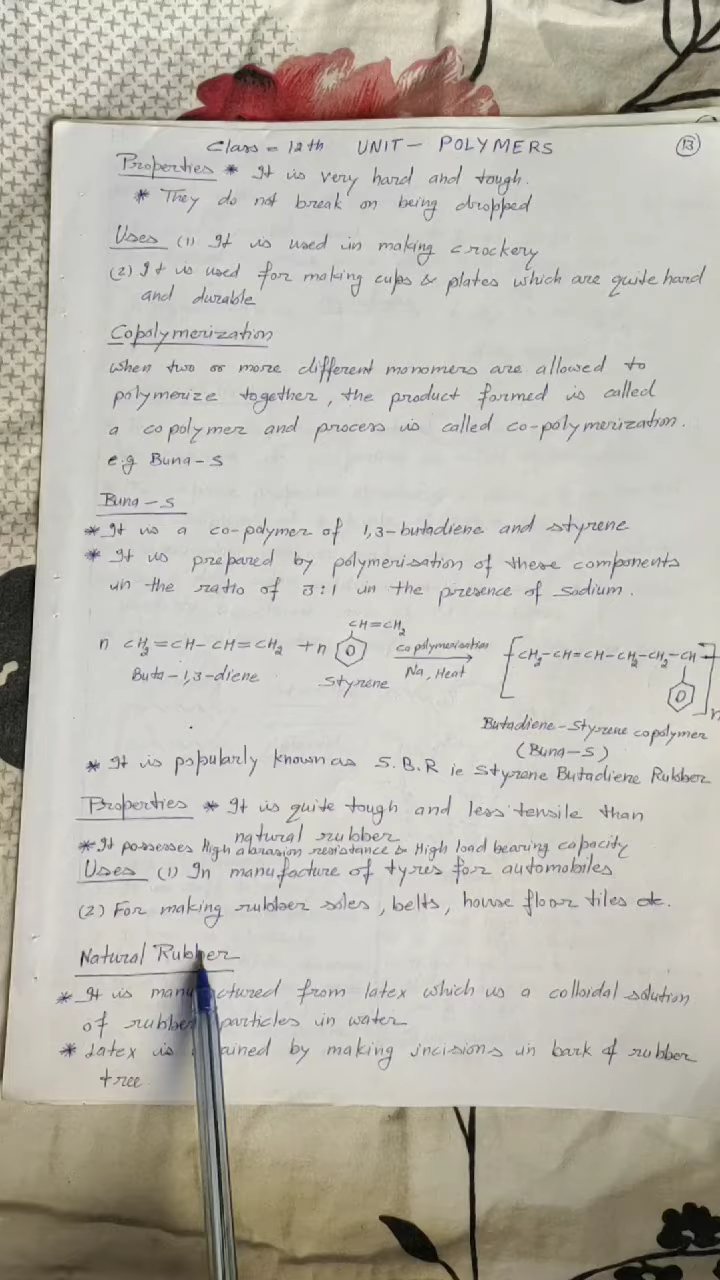 Class = 12th UNIT - POLYMERS 13
Properties * It is very hard and tough.
* They do not break on being dropped
Uses (1) It is used in making crockery
(2) It is used for making cups & plates which are quite hard
and durable
Copolymerization
When two or more different monomers are allowed to
polymerize together, the product formed is called
a copolymer and process is called co-polymerization.
e.g Buna-S
Buna-S
* It is a co-polymer of 1,3-butadiene and styrene
* It is prepared by polymerisation of these components
in the ratio of 3:1 in the presence of sodium.
CH=CH2
n CH2=CH-CH=CH2 + n copolymerisation [CH2-CH=CH-CH2-CH2-CH]n
Buta-1,3-diene Styrene Na, Heat
Butadiene-Styrene copolymer
(Buna-S)
* It is popularly known as S.B.R ie Styrene Butadiene Rubber
Properties * It is quite tough and less tensile than
natural rubber
* It possesses High abrasion resistance & High load bearing capacity
Uses (1) In manufacture of tyres for automobiles
(2) For making rubber soles, belts, house floor tiles etc.
Natural Rubber
* It is from latex which is a colloidal solution
of rubber particles in water
* Latex is by making incisions in bark of rubber
tree